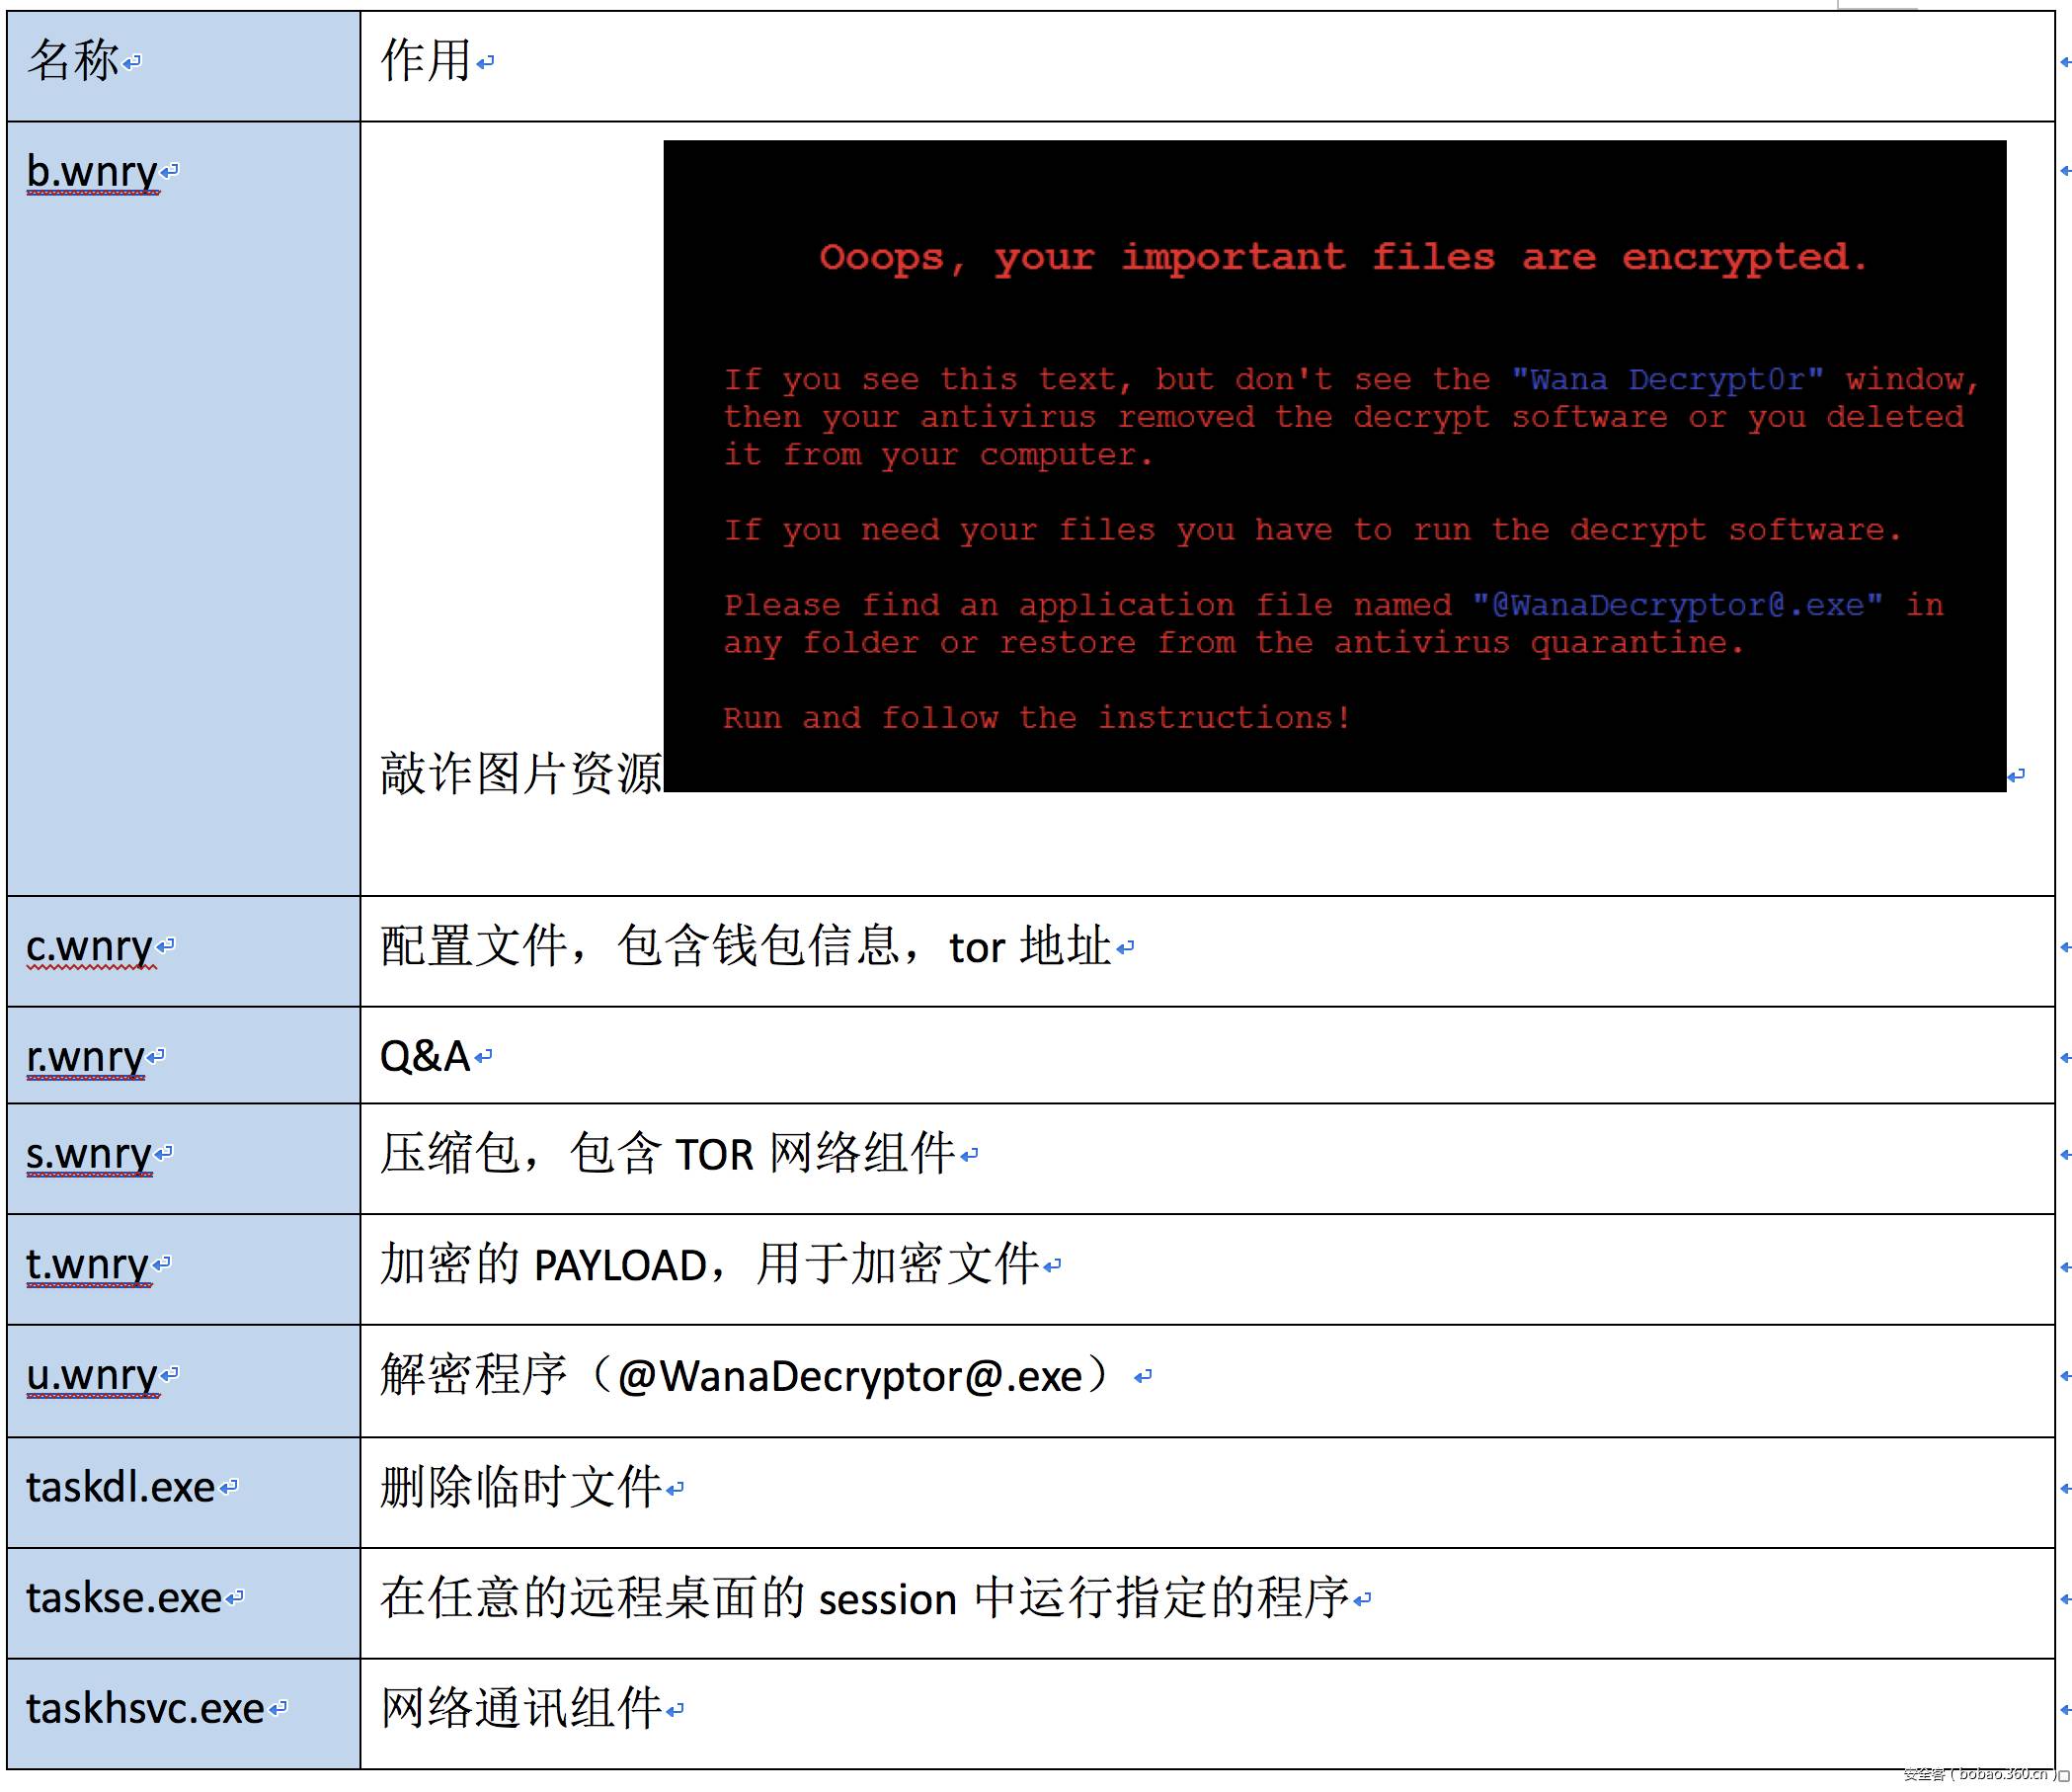 名称
作用
b.wnry
Ooops, your important files are encrypted.
If you see this text, but don't see the "Wana Decrypt0r" window,
then your antivirus removed the decrypt software or you deleted
it from your computer.
If you need your files you have to run the decrypt software.
Please find an application file named "@WanaDecryptor@.exe" in
any folder or restore from the antivirus quarantine.
Run and follow the instructions!
敲诈图片资源
c.wnry
配置文件，包含钱包信息，tor 地址
r.wnry
Q&A
s.wnry
压缩包，包含 TOR 网络组件
t.wnry
加密的 PAYLOAD，用于加密文件
u.wnry
解密程序（@WanaDecryptor@.exe）
taskdl.exe
删除临时文件
taskse.exe
在任意的远程桌面的 session 中运行指定的程序
taskhsvc.exe
网络通讯组件
安全客 ( bobao.360.cn )